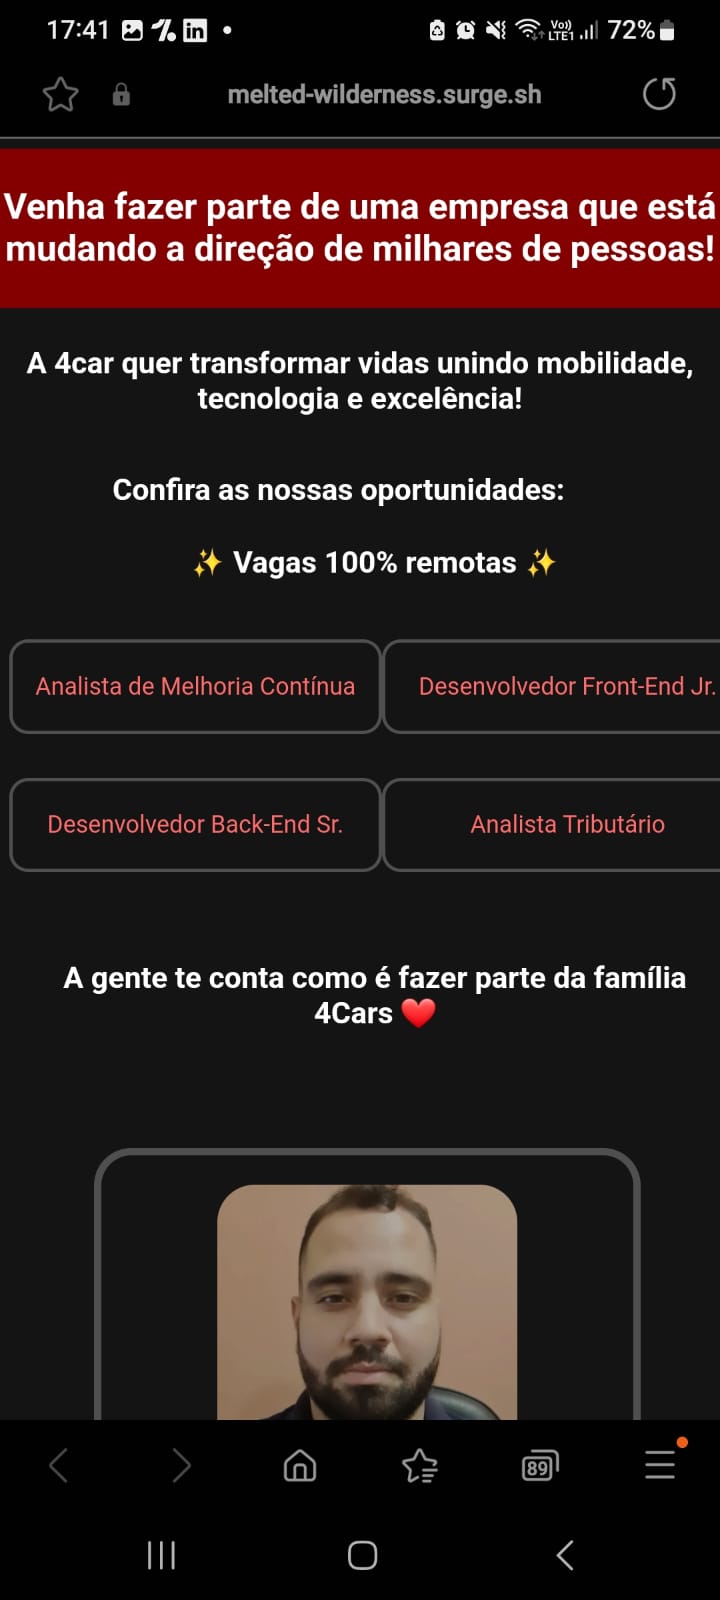 17:41
Vo))
LTE1
72%
melted-wilderness.surge.sh
Venha fazer parte de uma empresa que está
mudando a direção de milhares de pessoas!
A 4car quer transformar vidas unindo mobilidade,
tecnologia e excelência!
Confira as nossas oportunidades:
✨ Vagas 100% remotas ✨
Analista de Melhoria Contínua
Desenvolvedor Front-End Jr.
Desenvolvedor Back-End Sr.
Analista Tributário
A gente te conta como é fazer parte da família
4Cars ❤️
89